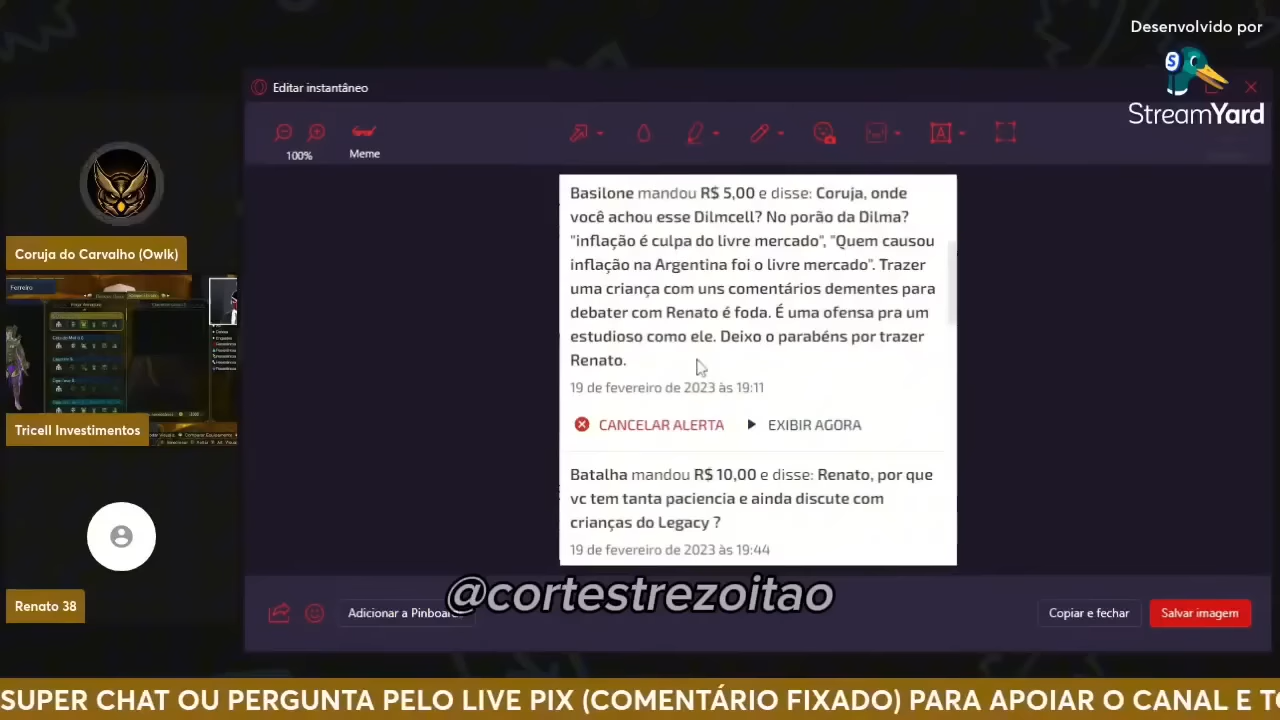 Desenvolvido por
StreamYard
Editar instantâneo
100%
Meme
Coruja do Carvalho (Owlk)
Ferreiro
Tricell Investimentos
Renato 38
Basilone mandou R$ 5,00 e disse: Coruja, onde
você achou esse Dilmcell? No porão da Dilma?
"inflação é culpa do livre mercado", "Quem causou
inflação na Argentina foi o livre mercado". Trazer
uma criança com uns comentários dementes para
debater com Renato é foda. É uma ofensa pra um
estudioso como ele. Deixo o parabéns por trazer
Renato.
19 de fevereiro de 2023 às 19:11
CANCELAR ALERTA
EXIBIR AGORA
Batalha mandou R$ 10,00 e disse: Renato, por que
vc tem tanta paciencia e ainda discute com
crianças do Legacy ?
19 de fevereiro de 2023 às 19:44
@cortestrezoitao
Adicionar a Pinboards
Copiar e fechar
Salvar imagem
SUPER CHAT OU PERGUNTA PELO LIVE PIX (COMENTÁRIO FIXADO) PARA APOIAR O CANAL E